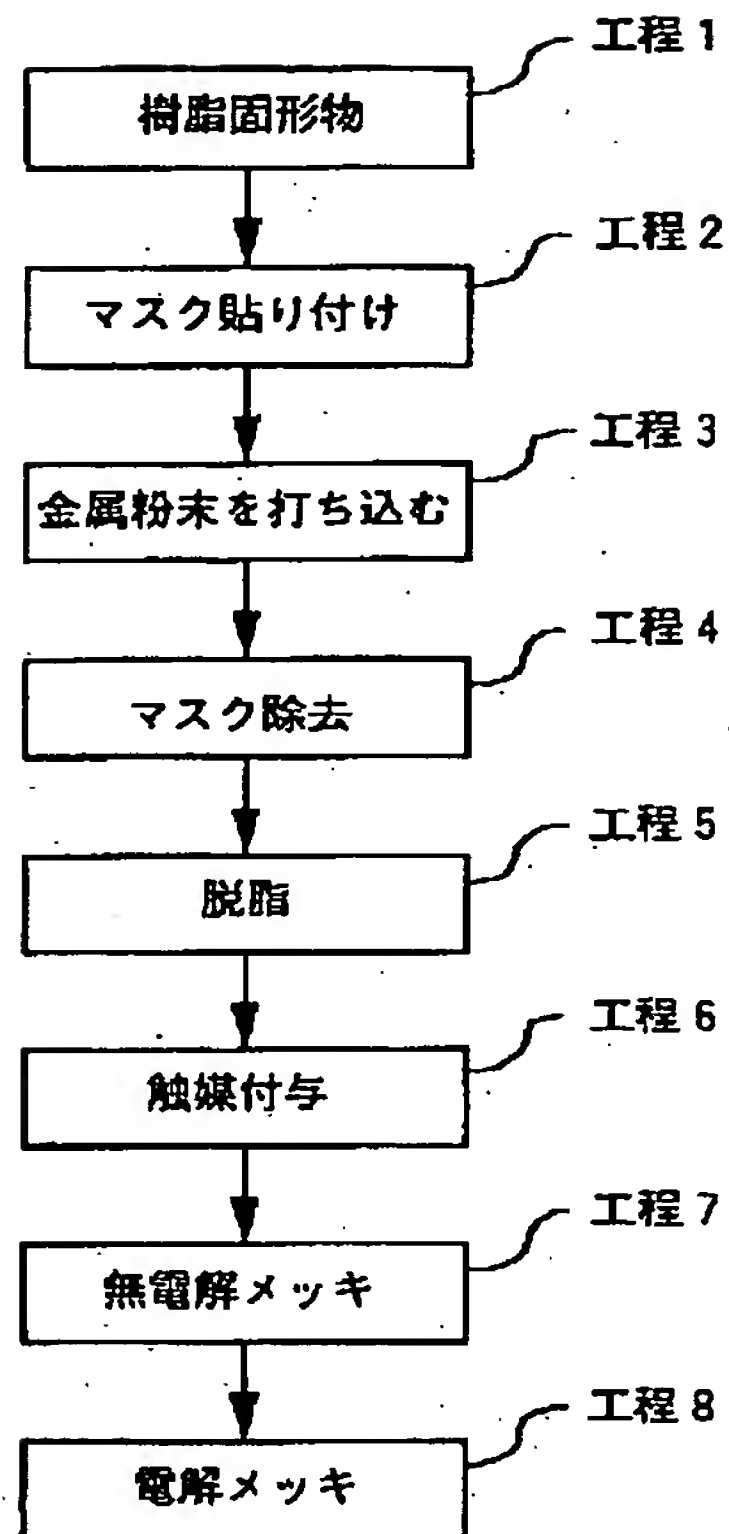 工程 1
樹脂固形物
工程 2
マスク貼り付け
工程 3
金属粉末を打ち込む
工程 4
マスク除去
工程 5
脱脂
工程 6
触媒付与
工程 7
無電解メッキ
工程 8
電解メッキ